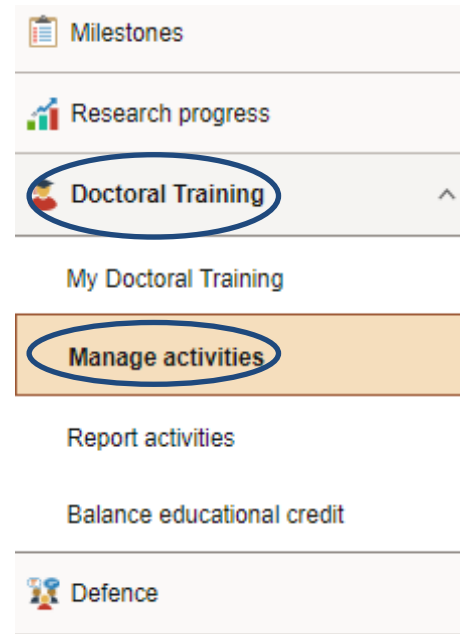 Milestones
Research progress
Doctoral Training
My Doctoral Training
Manage activities
Report activities
Balance educational credit
Defence